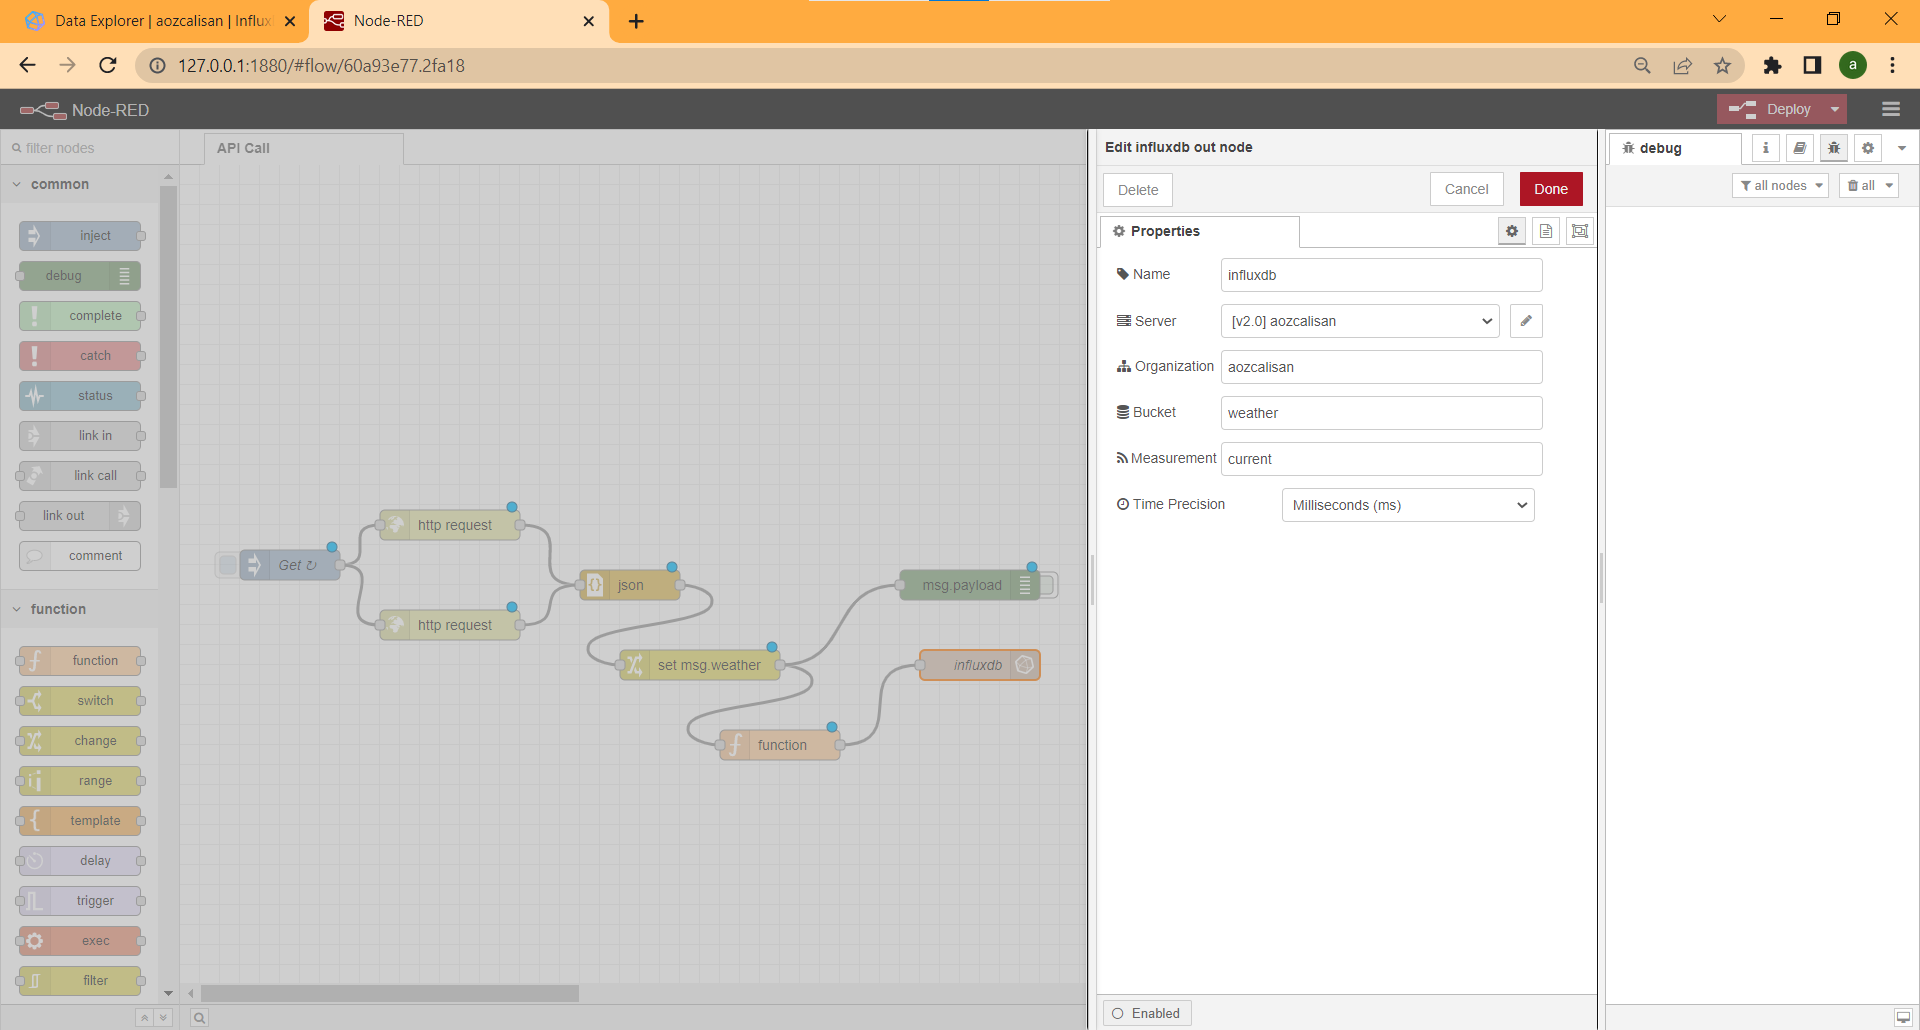 Data Explorer | aozcalisan | Influx
Node-RED
127.0.0.1:1880/#flow/60a93e77.2fa18
a
Node-RED
Deploy
filter nodes
common
inject
debug
complete
catch
status
link in
link call
link out
comment
function
function
switch
change
range
template
delay
trigger
exec
filter
API Call
Get ↻
http request
http request
json
set msg.weather
msg.payload
influxdb
function
Edit influxdb out node
Delete
Cancel
Done
Properties
Name
influxdb
Server
[v2.0] aozcalisan
Organization
aozcalisan
Bucket
weather
Measurement
current
Time Precision
Milliseconds (ms)
Enabled
debug
i
all nodes
all